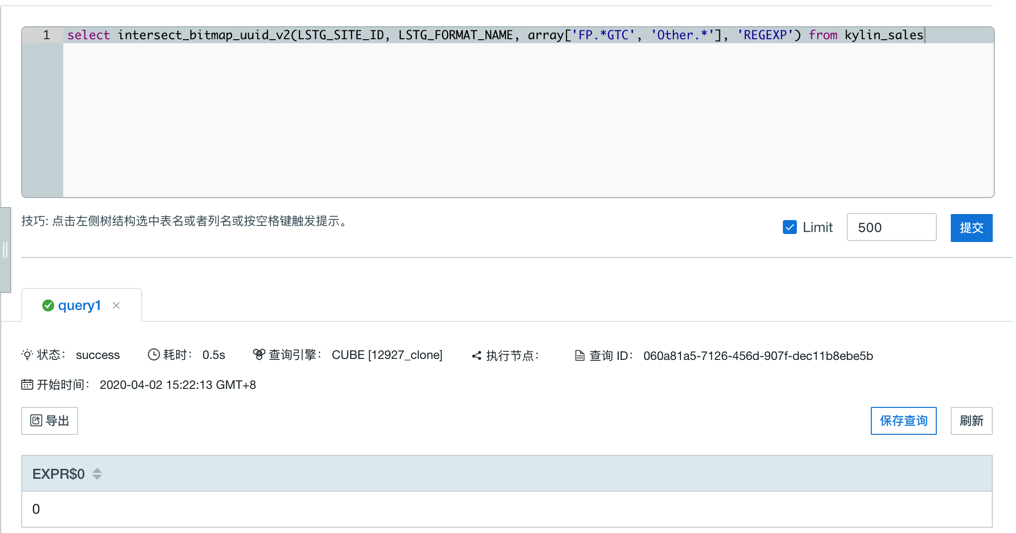 1 select intersect_bitmap_uuid_v2(LSTG_SITE_ID, LSTG_FORMAT_NAME, array['FP.*GTC', 'Other.*'], 'REGEXP') from kylin_sales
技巧: 点击左侧树结构选中表名或者列名或按空格键触发提示。
Limit 500 提交
query1 ×
状态： success 耗时： 0.5s 查询引擎： CUBE [12927_clone] 执行节点： 查询 ID： 060a81a5-7126-456d-907f-dec11b8ebe5b
开始时间： 2020-04-02 15:22:13 GMT+8
导出 保存查询 刷新
EXPR$0
0